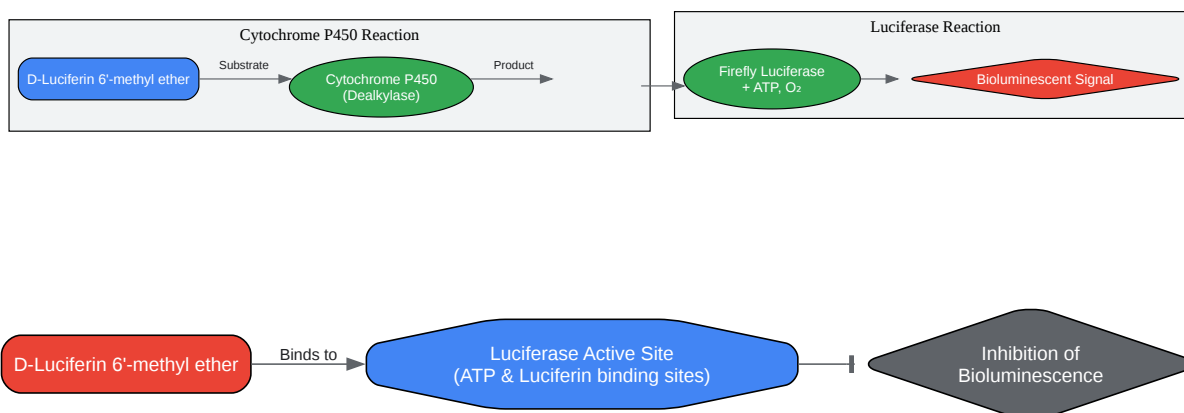 Cytochrome P450 Reaction
D-Luciferin 6'-methyl ether
Substrate
Cytochrome P450
(Dealkylase)
Product
Luciferase Reaction
Firefly Luciferase
+ ATP, O₂
Bioluminescent Signal
D-Luciferin 6'-methyl ether
Binds to
Luciferase Active Site
(ATP & Luciferin binding sites)
Inhibition of
Bioluminescence